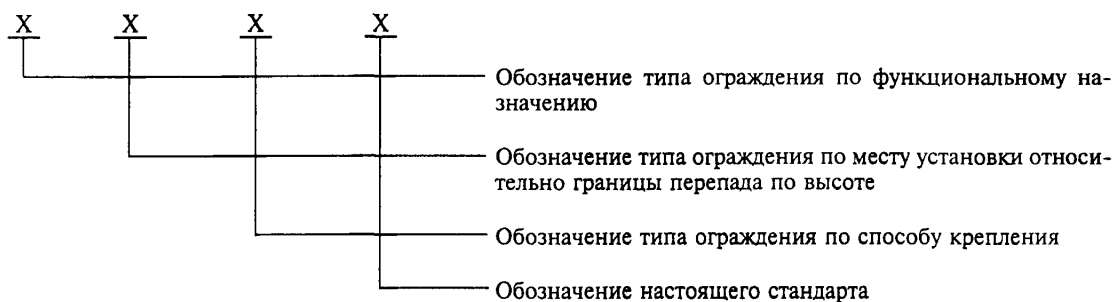 X X X X
Обозначение типа ограждения по функциональному на-
значению
Обозначение типа ограждения по месту установки относи-
тельно границы перепада по высоте
Обозначение типа ограждения по способу крепления
Обозначение настоящего стандарта